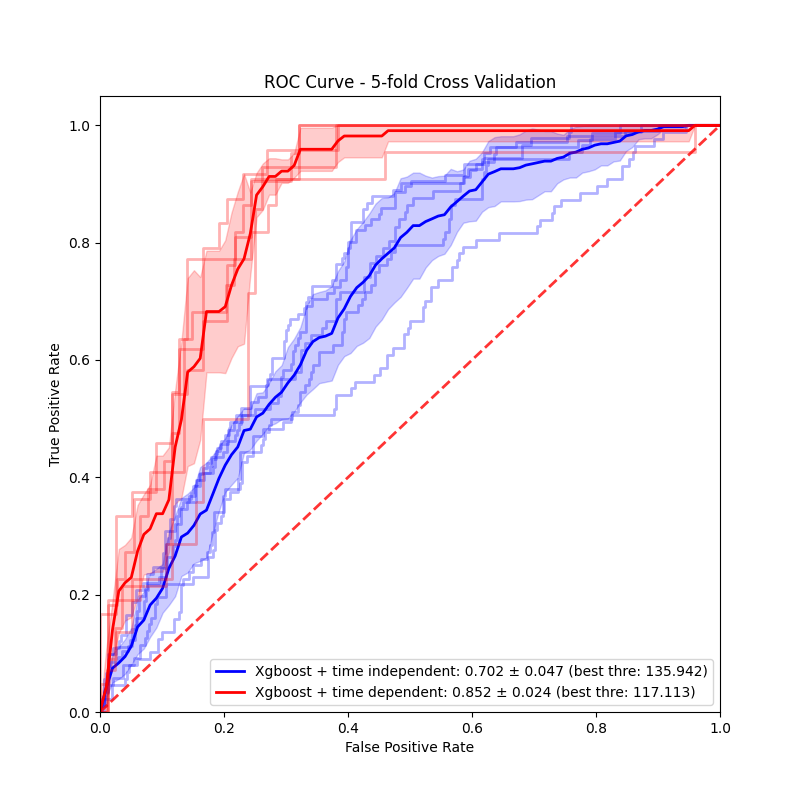 ROC Curve - 5-fold Cross Validation
True Positive Rate
1.0
0.8
0.6
0.4
0.2
0.0
Xgboost + time independent: 0.702 ± 0.047 (best thre: 135.942)
Xgboost + time dependent: 0.852 ± 0.024 (best thre: 117.113)
0.0 0.2 0.4 0.6 0.8 1.0
False Positive Rate